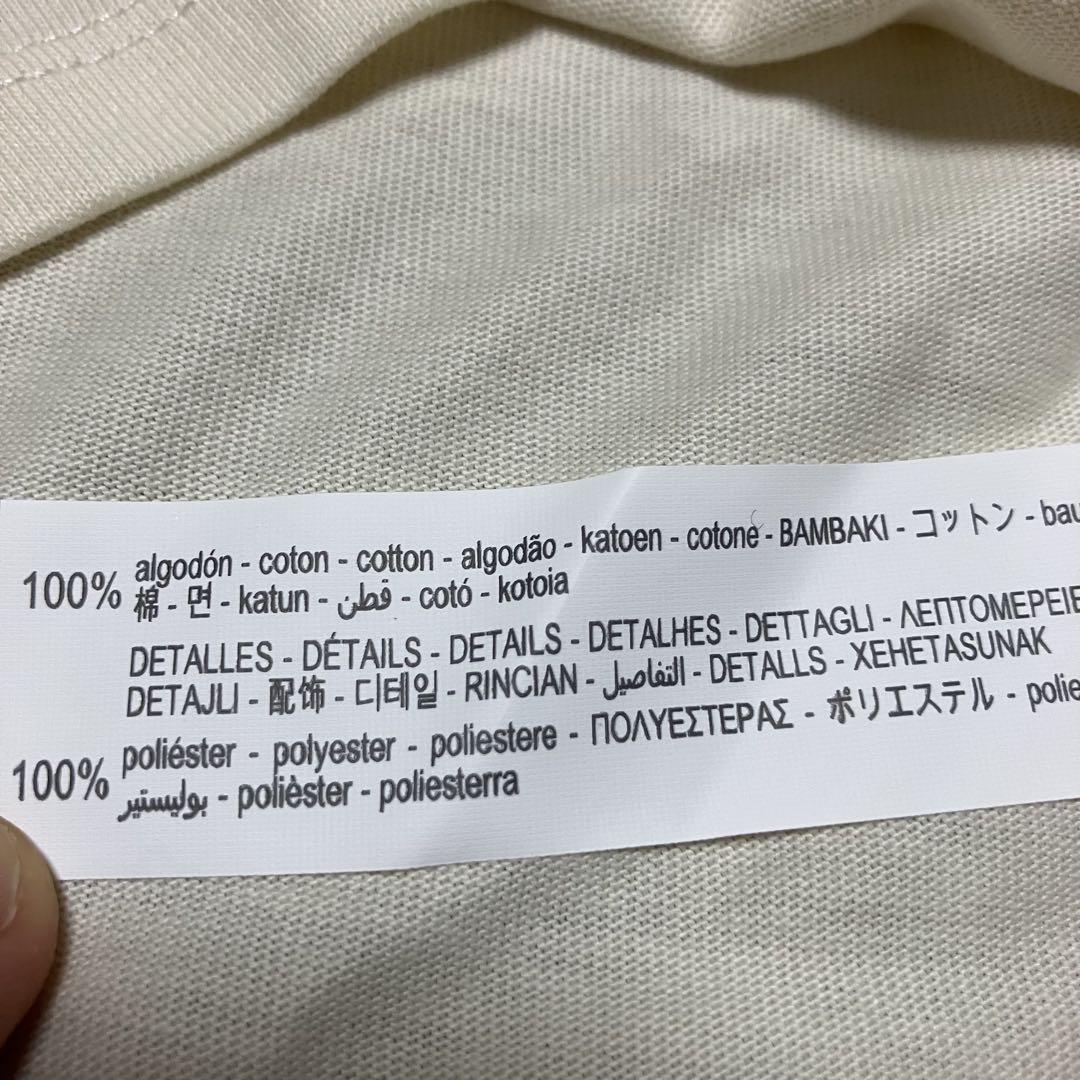 100% algodón - coton - cotton - algodão - katoen - cotone - BAMBAKI - コットン -
棉 - 면 - katun - قطن - cotó - kotoia
DETALLES - DÉTAILS - DETAILS - DETALHES - DETTAGLI -
DETAJLI - 配饰 - 디테일 - RINCIAN - التفاصيل - DETALLS - XEHETASUNAK
100% poliéster - polyester - poliestere - ΠΟΛΥΕΣΤΕΡΑΣ - ポリエステル -
بوليستير - polièster - poliesterra